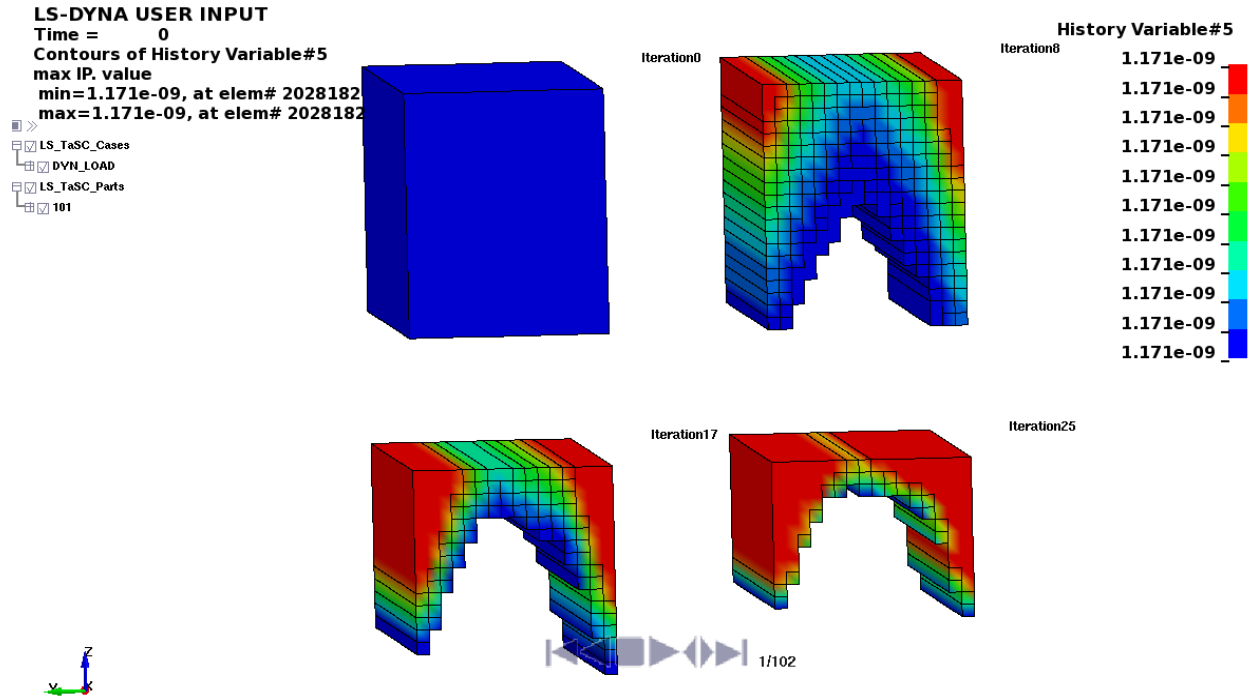 LS-DYNA USER INPUT
Time = 0
Contours of History Variable#5
max IP. value
min=1.171e-09, at elem# 2028182
max=1.171e-09, at elem# 2028182
LS_TaSC_Cases
DYN_LOAD
LS_TaSC_Parts
101
Iteration0
Iteration8
History Variable#5
1.171e-09
1.171e-09
1.171e-09
1.171e-09
1.171e-09
1.171e-09
1.171e-09
1.171e-09
1.171e-09
1.171e-09
1.171e-09
Iteration17
Iteration25
1/102
Z
Y
X